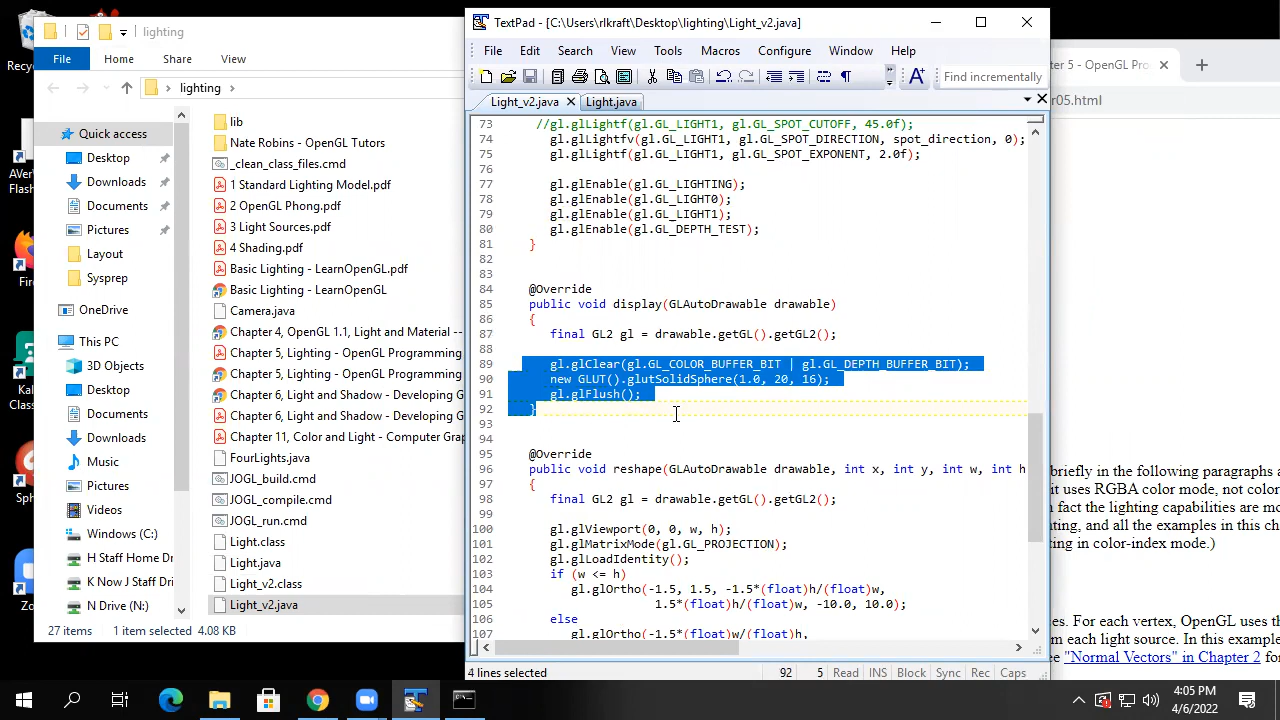 lighting
File
Home
Share
View
lighting
Quick access
Desktop
Downloads
Documents
Pictures
Layout
Sysprep
OneDrive
This PC
3D Objects
Desktop
Documents
Downloads
Music
Pictures
Videos
Windows (C:)
H Staff Home D
K Now J Staff D
N Drive (N:)
lib
Nate Robins - OpenGL Tutors
_clean_class_files.cmd
1 Standard Lighting Model.pdf
2 OpenGL Phong.pdf
3 Light Sources.pdf
4 Shading.pdf
Basic Lighting - LearnOpenGL.pdf
Basic Lighting - LearnOpenGL
Camera.java
Chapter 4, OpenGL 1.1, Light and Material --
Chapter 6, Light and Shadow - Developing G
Chapter 6, Light and Shadow - Developing G
Chapter 11, Color and Light - Computer Gra
FourLights.java
JOGL_build.cmd
JOGL_compile.cmd
JOGL_run.cmd
Light.class
Light.java
Light_v2.class
Light_v2.java
27 items
1 item selected
4.08 KB
TextPad - [C:\Users\rlkraft\Desktop\lighting\Light_v2.java]
File Edit Search View Tools Macros Configure Window Help
Find incrementally
Light_v2.java
Light.java
73 //gl.glLightf(gl.GL_LIGHT1, gl.GL_SPOT_CUTOFF, 45.0f);
74 gl.glLightfv(gl.GL_LIGHT1, gl.GL_SPOT_DIRECTION, spot_direction, 0);
75 gl.glLightf(gl.GL_LIGHT1, gl.GL_SPOT_EXPONENT, 2.0f);
76
77 gl.glEnable(gl.GL_LIGHTING);
78 gl.glEnable(gl.GL_LIGHT0);
79 gl.glEnable(gl.GL_LIGHT1);
80 gl.glEnable(gl.GL_DEPTH_TEST);
81 }
82
83
84 @Override
85 public void display(GLAutoDrawable drawable)
86 {
87 final GL2 gl = drawable.getGL().getGL2();
88
89 gl.glClear(gl.GL_COLOR_BUFFER_BIT | gl.GL_DEPTH_BUFFER_BIT);
90 new GLUT().glutSolidSphere(1.0, 20, 16);
91 gl.glFlush();
92 }
93
94
95 @Override
96 public void reshape(GLAutoDrawable drawable, int x, int y, int w, int h
97 {
98 final GL2 gl = drawable.getGL().getGL2();
99
100 gl.glViewport(0, 0, w, h);
101 gl.glMatrixMode(gl.GL_PROJECTION);
102 gl.glLoadIdentity();
103 if (w <= h)
104 gl.glOrtho(-1.5, 1.5, -1.5*(float)h/(float)w,
105 1.5*(float)h/(float)w, -10.0, 10.0);
106 else
107 gl.glOrtho(-1.5*(float)w/(float)h,
4 lines selected
92 5 Read INS Block Sync Rec Caps
ter 5 - OpenGL Pro
r05.html
briefly in the following paragraphs a
it uses RGBA color mode, not color
n fact the lighting capabilities are mo
hting, and all the examples in this ch
ting in color-index mode.)
es. For each vertex, OpenGL uses th
m each light source. In this example
ee "Normal Vectors" in Chapter 2 for
4:05 PM
4/6/2022